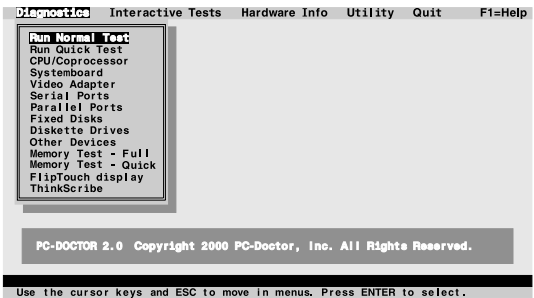 Diagnostics Interactive Tests Hardware Info Utility Quit F1=Help
Run Normal Test
Run Quick Test
CPU/Coprocessor
Systemboard
Video Adapter
Serial Ports
Parallel Ports
Fixed Disks
Diskette Drives
Other Devices
Memory Test - Full
Memory Test - Quick
FlipTouch display
ThinkScribe
PC-DOCTOR 2.0 Copyright 2000 PC-Doctor, Inc. All Rights Reserved.
Use the cursor keys and ESC to move in menus. Press ENTER to select.